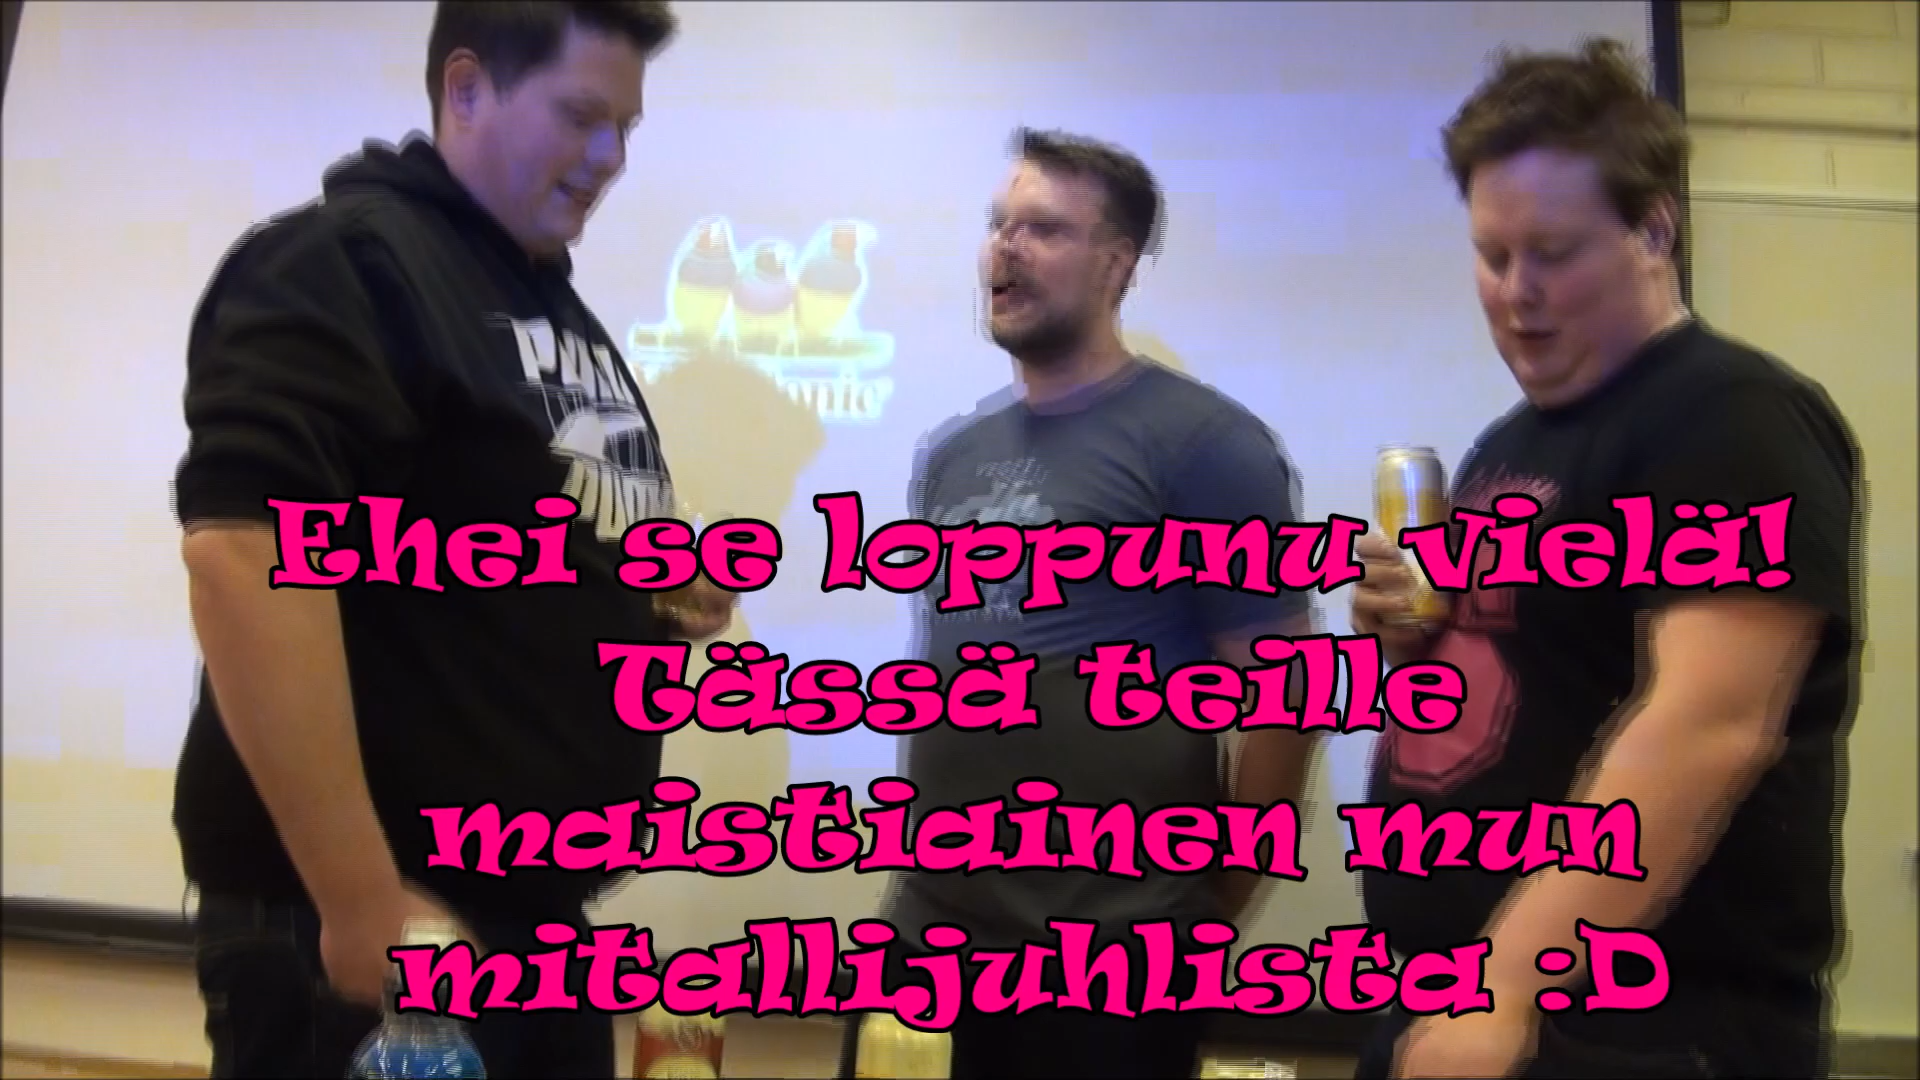 Ehei se loppunu vielä!
Tässä teille
maistiainen mun
mitallijuhlista :D